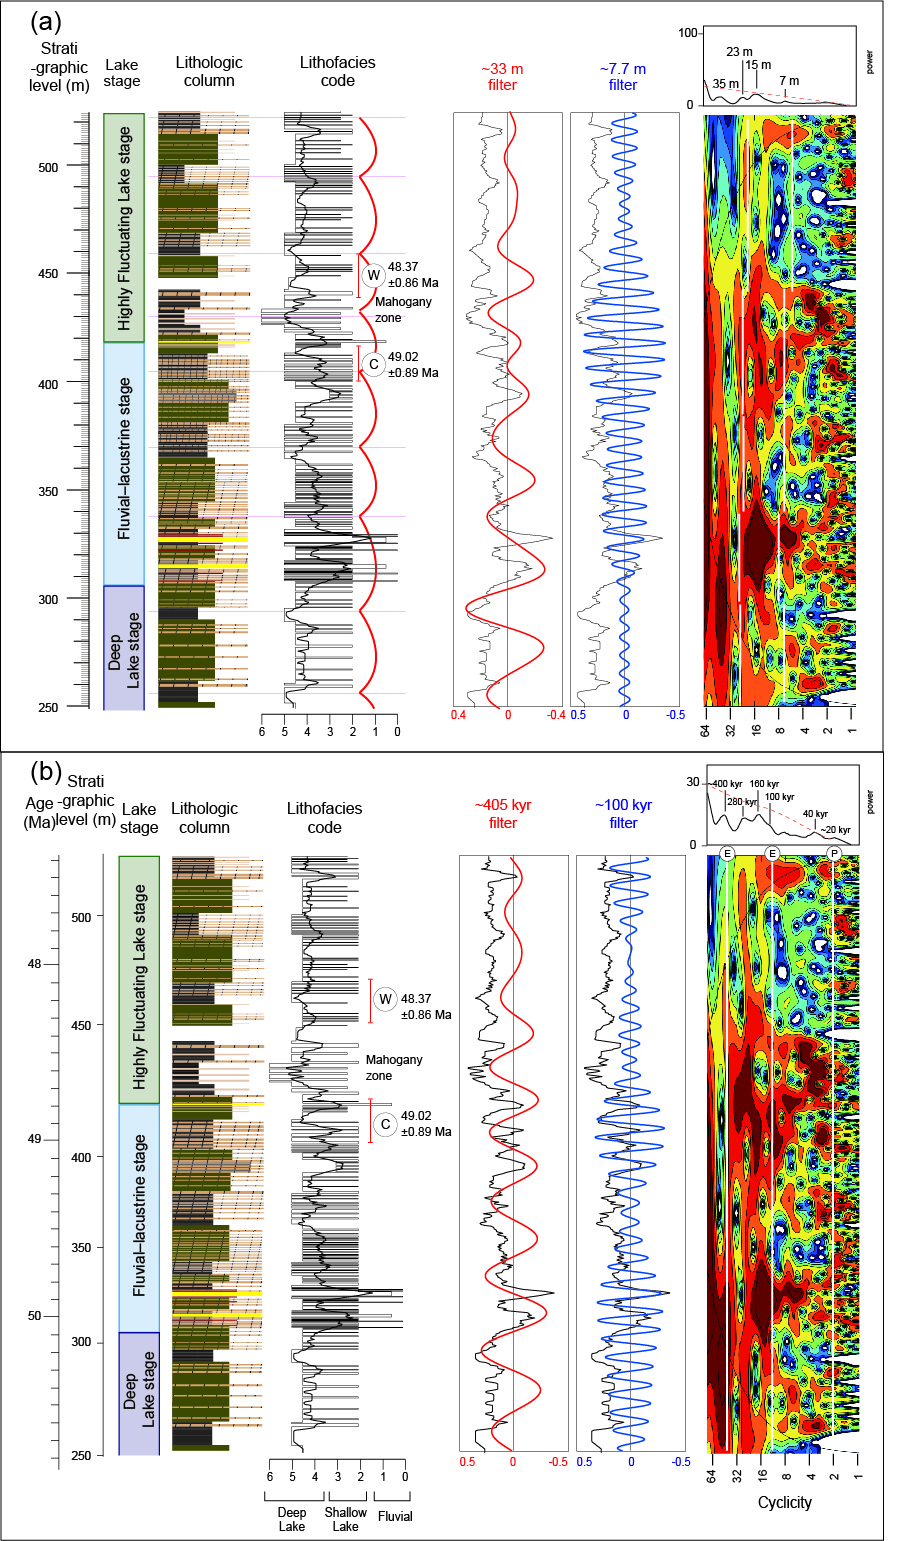 (a)
Strati
-graphic
level (m)
Lake
stage
Lithologic
column
Lithofacies
code
~33 m
filter
~7.7 m
filter
100
0
23 m
15 m
35 m
7 m
power
500
450
400
350
300
250
Highly Fluctuating Lake stage
Fluvial–lacustrine stage
Deep
Lake stage
W
48.37
±0.86 Ma
Mahogany
zone
C
49.02
±0.89 Ma
6 5 4 3 2 1 0
0.4 0 -0.4
0.5 0 -0.5
64 32 16 8 4 2 1
(b)
Age
(Ma)
Strati
-graphic
level (m)
Lake
stage
Lithologic
column
Lithofacies
code
~405 kyr
filter
~100 kyr
filter
30
0
~400 kyr
160 kyr
280 kyr
100 kyr
40 kyr
~20 kyr
power
E E P
48
49
50
500
450
400
350
300
250
Highly Fluctuating Lake stage
Fluvial–lacustrine stage
Deep
Lake stage
W
48.37
±0.86 Ma
Mahogany
zone
C
49.02
±0.89 Ma
6 5 4 3 2 1 0
Deep
Lake
Shallow
Lake
Fluvial
0.5 0 -0.5
0.5 0 -0.5
64 32 16 8 4 2 1
Cyclicity